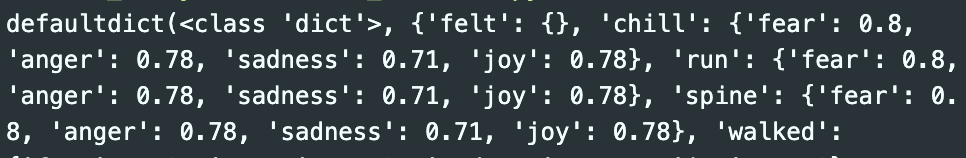 defaultdict(<class 'dict'>, {'felt': {}, 'chill': {'fear': 0.8,
'anger': 0.78, 'sadness': 0.71, 'joy': 0.78}, 'run': {'fear': 0.8,
'anger': 0.78, 'sadness': 0.71, 'joy': 0.78}, 'spine': {'fear': 0.
8, 'anger': 0.78, 'sadness': 0.71, 'joy': 0.78}, 'walked':